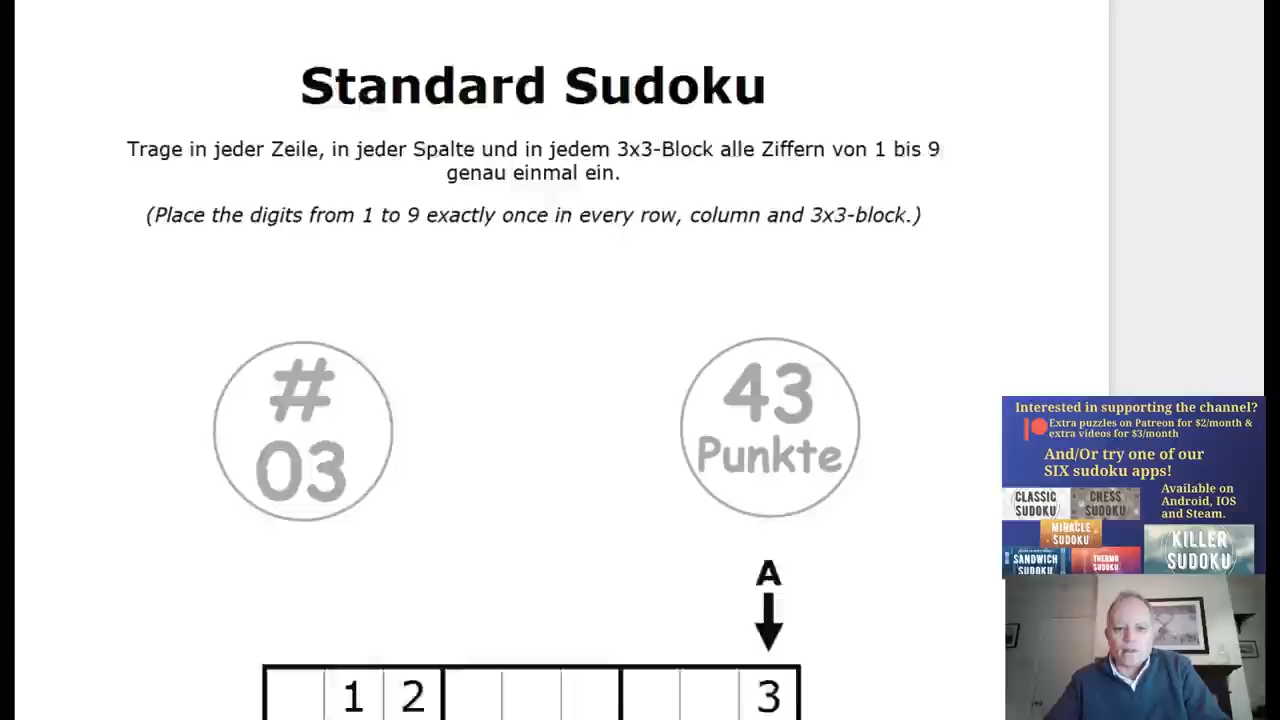 Standard Sudoku
Trage in jeder Zeile, in jeder Spalte und in jedem 3x3-Block alle Ziffern von 1 bis 9
genau einmal ein.
(Place the digits from 1 to 9 exactly once in every row, column and 3x3-block.)
#
03
43
Punkte
A
1 2 3
Interested in supporting the channel?
Extra puzzles on Patreon for $2/month &
extra videos for $3/month
And/Or try one of our
SIX sudoku apps!
Available on
Android, IOS
and Steam.
CLASSIC
SUDOKU
CHESS
SUDOKU
MIRACLE
SUDOKU
SANDWICH
SUDOKU
THERMO
SUDOKU
KILLER
SUDOKU